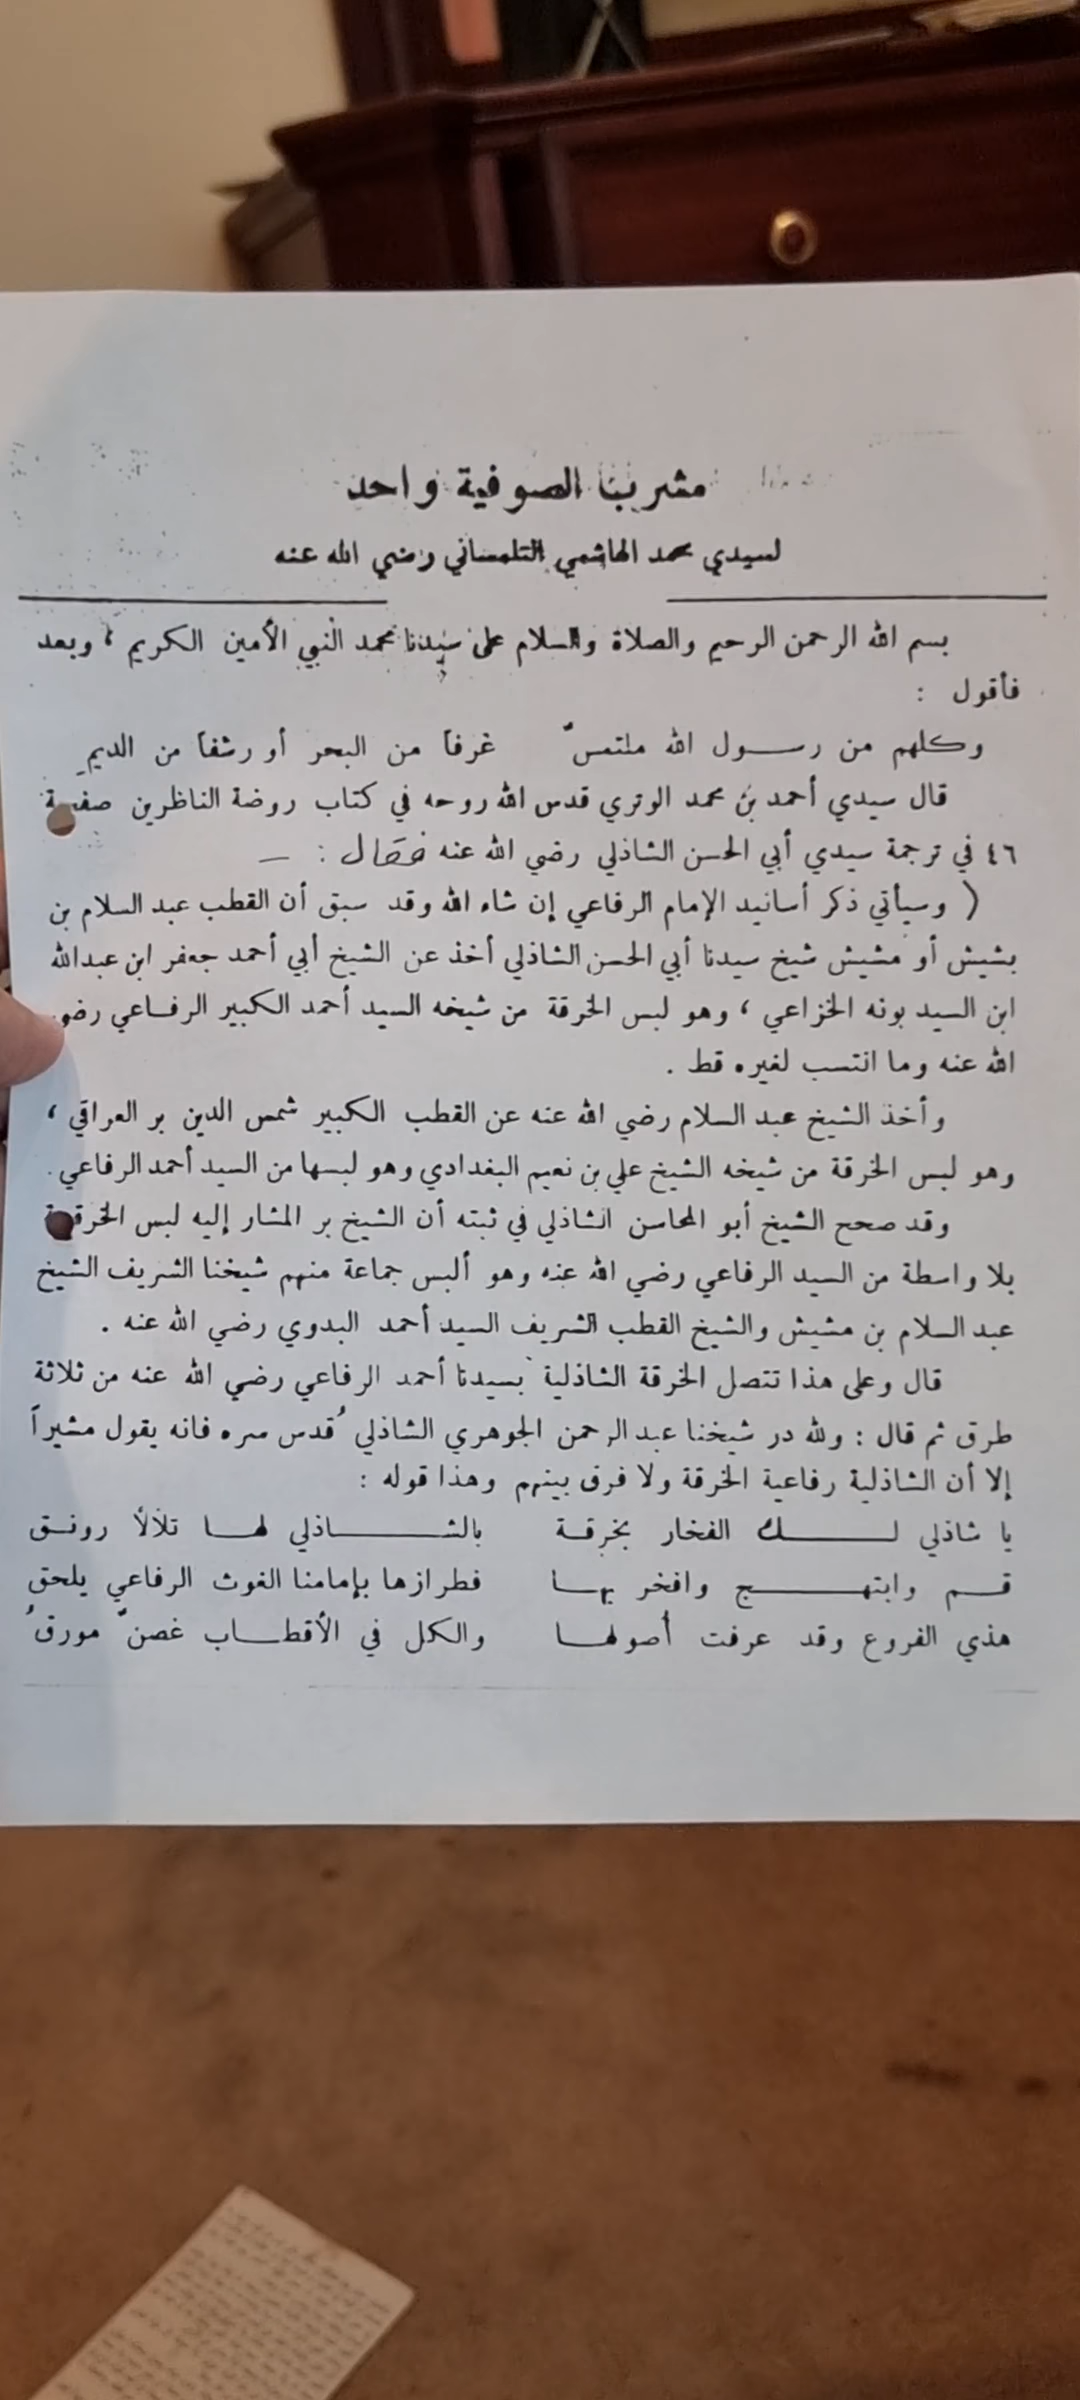 مشربنا الصوفية واحد
لسيدي محمد الهاشمي التلمساني رضي الله عنه
بسم الله الرحمن الرحيم والصلاة والسلام على سيدنا محمد النبي الأمين الكريم ، وبعد
فأقول :
وكلهم من رسول الله ملتمسٌ غرفاً من البحر أو رشفاً من الديم
قال سيدي أحمد بن محمد الوتري قدس الله روحه في كتاب روضة الناظرين صفحة
٤٦ في ترجمة سيدي أبي الحسن الشاذلي رضي الله عنه فقال : —
( وسيأتي ذكر أسانيد الإمام الرفاعي إن شاء الله وقد سبق أن القطب عبد السلام بن
بشيش أو مشيش شيخ سيدنا أبي الحسن الشاذلي أخذ عن الشيخ أبي أحمد جعفر ابن عبدالله
ابن السيد بونه الخزاعي ، وهو لبس الخرقة من شيخه السيد أحمد الكبير الرفاعي رضي
الله عنه وما انتسب لغيره قط .
وأخذ الشيخ عبد السلام رضي الله عنه عن القطب الكبير شمس الدين بر العراقي ،
وهو لبس الخرقة من شيخه الشيخ علي بن نعيم البغدادي وهو لبسها من السيد أحمد الرفاعي .
وقد صحح الشيخ أبو المحاسن الشاذلي في ثبته أن الشيخ بر المشار إليه لبس الخرقة
بلا واسطة من السيد الرفاعي رضي الله عنه وهو ألبس جماعة منهم شيخنا الشريف الشيخ
عبد السلام بن مشيش والشيخ القطب الشريف السيد أحمد البدوي رضي الله عنه .
قال وعلى هذا تتصل الخرقة الشاذلية بسيدنا أحمد الرفاعي رضي الله عنه من ثلاثة
طرق ثم قال : ولله در شيخنا عبد الرحمن الجوهري الشاذلي قُدس سره فانه يقول مشيراً
إلا أن الشاذلية رفاعية الخرقة ولا فرق بينهم وهذا قوله :
يا شاذلي لك الفخار بخرقة بالشاذلي لها تلألأ رونق
قم وابتهج وافخر بها فطرازها بإمامنا الغوث الرفاعي يلحق
هذي الفروع وقد عرفت أصولها والكل في الأقطاب غصنٌ مورقُ